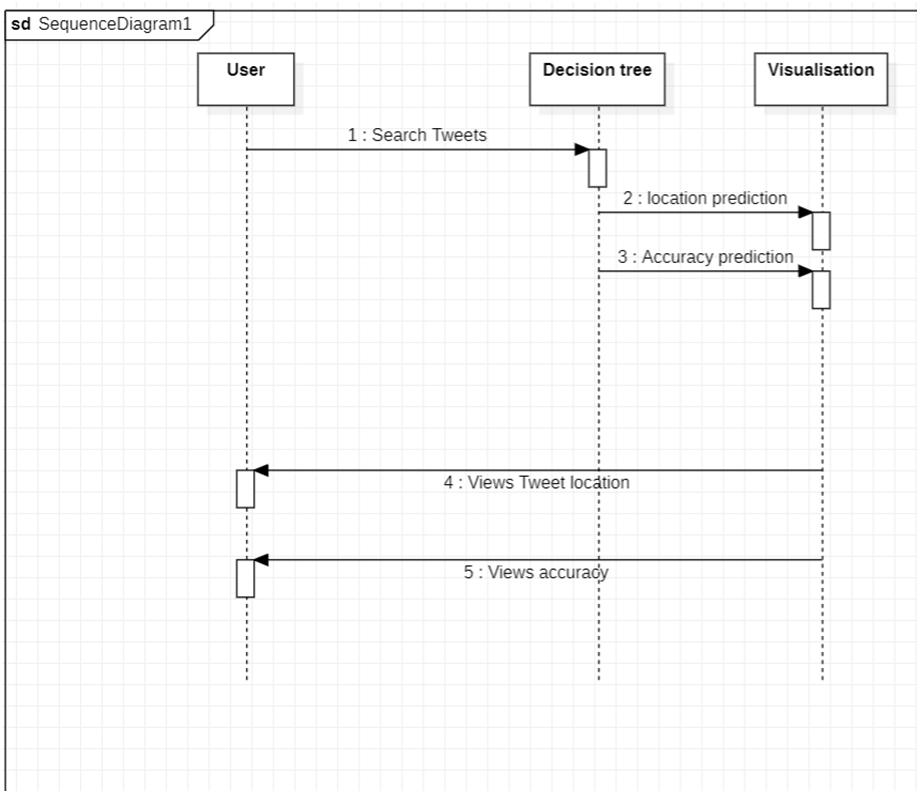 sd SequenceDiagram1
User
Decision tree
Visualisation
1 : Search Tweets
2 : location prediction
3 : Accuracy prediction
4 : Views Tweet location
5 : Views accuracy